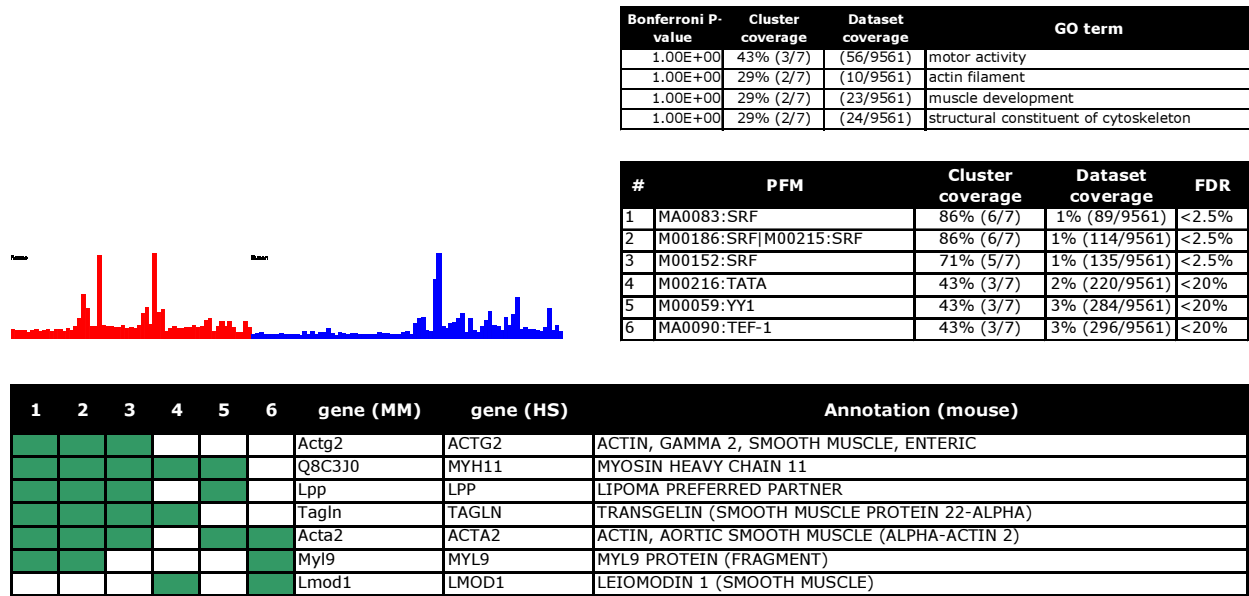 Bonferroni P-value Cluster coverage Dataset coverage GO term
1.00E+00 43% (3/7) (56/9561) motor activity
1.00E+00 29% (2/7) (10/9561) actin filament
1.00E+00 29% (2/7) (23/9561) muscle development
1.00E+00 29% (2/7) (24/9561) structural constituent of cytoskeleton
# PFM Cluster coverage Dataset coverage FDR
1 MA0083:SRF 86% (6/7) 1% (89/9561) <2.5%
2 M00186:SRF|M00215:SRF 86% (6/7) 1% (114/9561) <2.5%
3 M00152:SRF 71% (5/7) 1% (135/9561) <2.5%
4 M00216:TATA 43% (3/7) 2% (220/9561) <20%
5 M00059:YY1 43% (3/7) 3% (284/9561) <20%
6 MA0090:TEF-1 43% (3/7) 3% (296/9561) <20%
1 2 3 4 5 6 gene (MM) gene (HS) Annotation (mouse)
Actg2 ACTG2 ACTIN, GAMMA 2, SMOOTH MUSCLE, ENTERIC
Q8C3J0 MYH11 MYOSIN HEAVY CHAIN 11
Lpp LPP LIPOMA PREFERRED PARTNER
Tagln TAGLN TRANSGELIN (SMOOTH MUSCLE PROTEIN 22-ALPHA)
Acta2 ACTA2 ACTIN, AORTIC SMOOTH MUSCLE (ALPHA-ACTIN 2)
Myl9 MYL9 MYL9 PROTEIN (FRAGMENT)
Lmod1 LMOD1 LEIOMODIN 1 (SMOOTH MUSCLE)